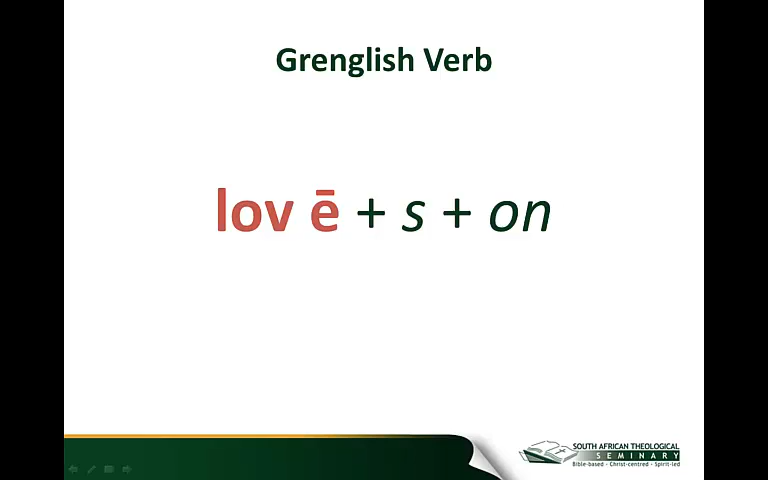 Grenglish Verb
lov ē + s + on
SOUTH AFRICAN THEOLOGICAL
SEMINARY
Bible-based · Christ-centred · Spirit-led